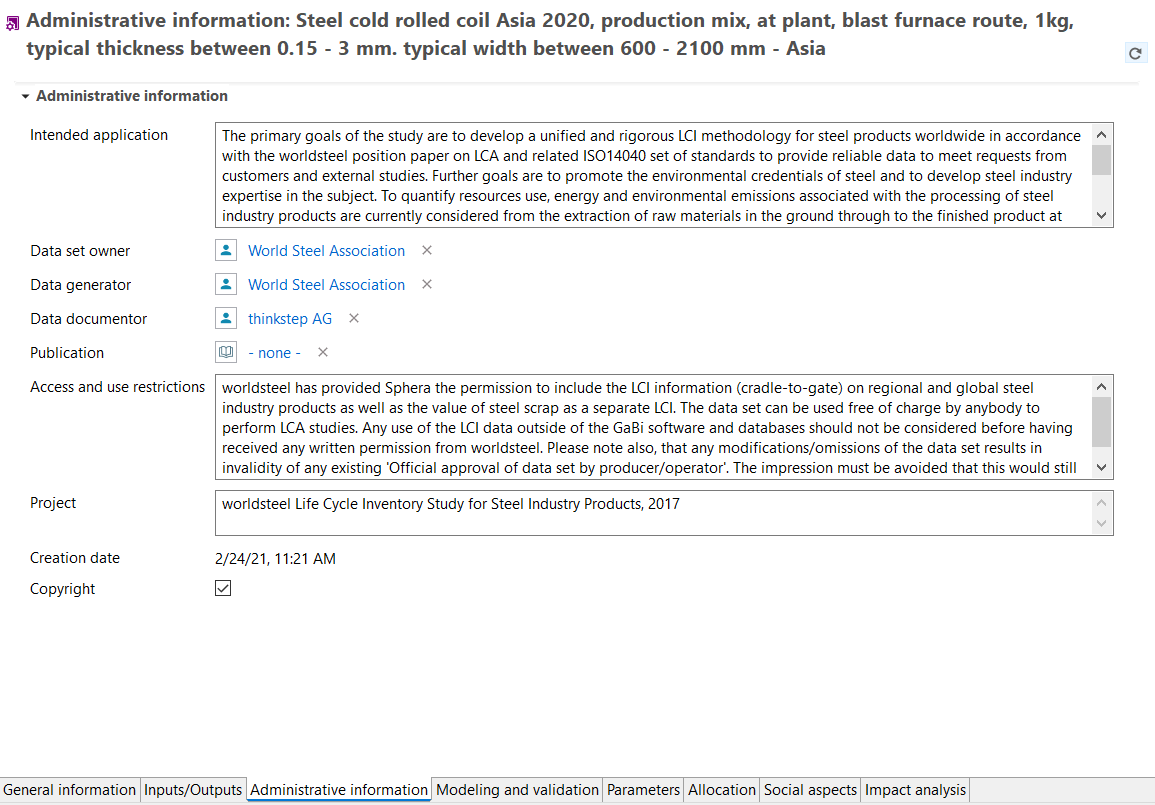 Administrative information: Steel cold rolled coil Asia 2020, production mix, at plant, blast furnace route, 1kg,
typical thickness between 0.15 - 3 mm. typical width between 600 - 2100 mm - Asia
Administrative information
Intended application
The primary goals of the study are to develop a unified and rigorous LCI methodology for steel products worldwide in accordance
with the worldsteel position paper on LCA and related ISO14040 set of standards to provide reliable data to meet requests from
customers and external studies. Further goals are to promote the environmental credentials of steel and to develop steel industry
expertise in the subject. To quantify resources use, energy and environmental emissions associated with the processing of steel
industry products are currently considered from the extraction of raw materials in the ground through to the finished product at
Data set owner World Steel Association
Data generator World Steel Association
Data documentor thinkstep AG
Publication - none -
Access and use restrictions
worldsteel has provided Sphera the permission to include the LCI information (cradle-to-gate) on regional and global steel
industry products as well as the value of steel scrap as a separate LCI. The data set can be used free of charge by anybody to
perform LCA studies. Any use of the LCI data outside of the GaBi software and databases should not be considered before having
received any written permission from worldsteel. Please note also, that any modifications/omissions of the data set results in
invalidity of any existing 'Official approval of data set by producer/operator'. The impression must be avoided that this would still
Project worldsteel Life Cycle Inventory Study for Steel Industry Products, 2017
Creation date 2/24/21, 11:21 AM
Copyright
General information Inputs/Outputs Administrative information Modeling and validation Parameters Allocation Social aspects Impact analysis